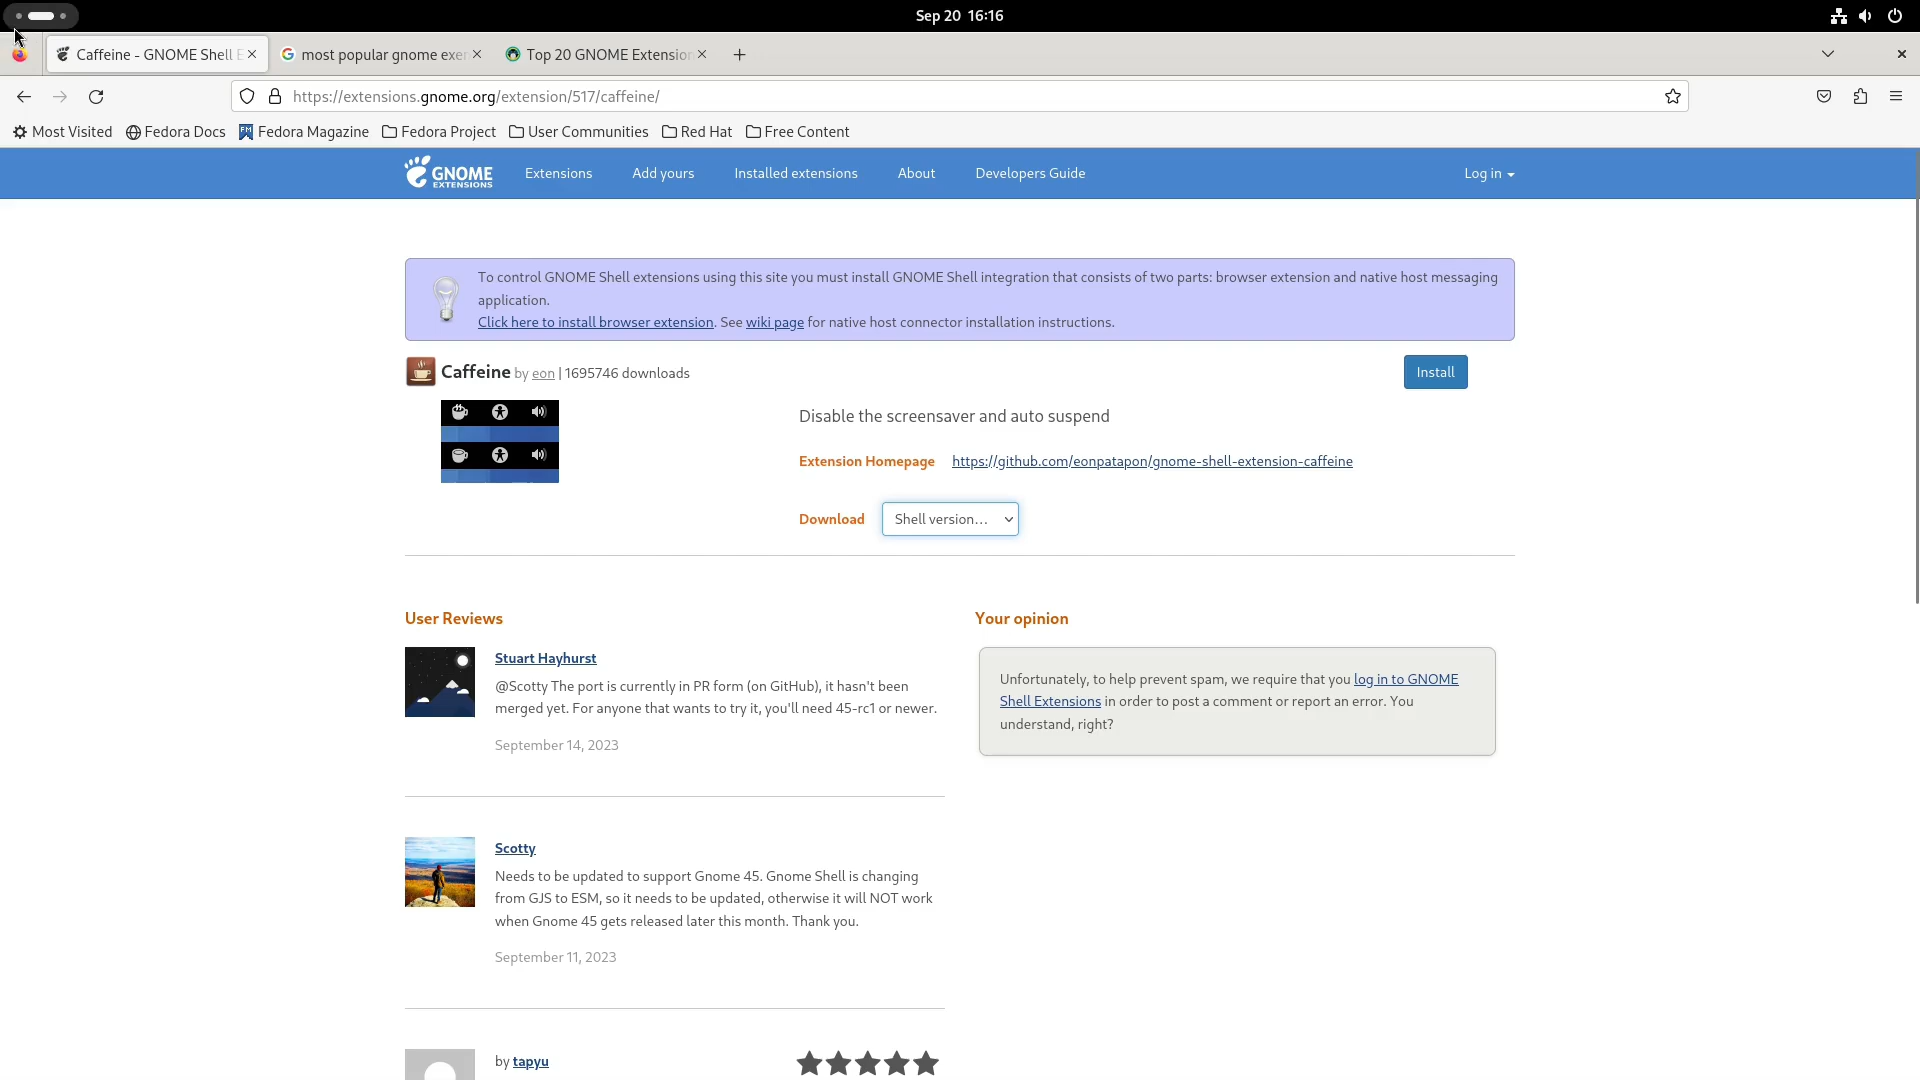 Sep 20 16:16
Caffeine - GNOME Shell E
most popular gnome exer
Top 20 GNOME Extension
https://extensions.gnome.org/extension/517/caffeine/
Most Visited
Fedora Docs
Fedora Magazine
Fedora Project
User Communities
Red Hat
Free Content
GNOME
EXTENSIONS
Extensions
Add yours
Installed extensions
About
Developers Guide
Log in
To control GNOME Shell extensions using this site you must install GNOME Shell integration that consists of two parts: browser extension and native host messaging
application.
Click here to install browser extension. See wiki page for native host connector installation instructions.
Caffeine by eon | 1695746 downloads
Install
Disable the screensaver and auto suspend
Extension Homepage https://github.com/eonpatapon/gnome-shell-extension-caffeine
Download Shell version...
User Reviews
Stuart Hayhurst
@Scotty The port is currently in PR form (on GitHub), it hasn't been
merged yet. For anyone that wants to try it, you'll need 45-rc1 or newer.
September 14, 2023
Scotty
Needs to be updated to support Gnome 45. Gnome Shell is changing
from GJS to ESM, so it needs to be updated, otherwise it will NOT work
when Gnome 45 gets released later this month. Thank you.
September 11, 2023
by tapyu
Your opinion
Unfortunately, to help prevent spam, we require that you log in to GNOME
Shell Extensions in order to post a comment or report an error. You
understand, right?